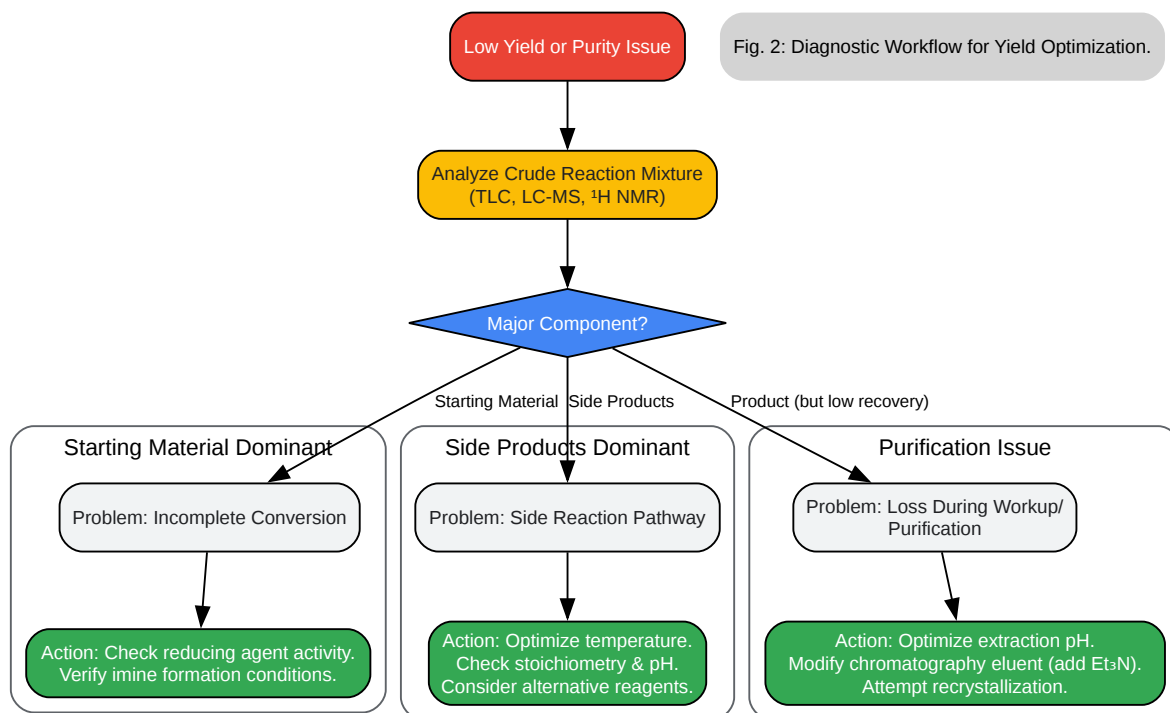 Low Yield or Purity Issue
Fig. 2: Diagnostic Workflow for Yield Optimization.
Analyze Crude Reaction Mixture
(TLC, LC-MS, ¹H NMR)
Major Component?
Starting Material
Side Products
Product (but low recovery)
Starting Material Dominant
Problem: Incomplete Conversion
Action: Check reducing agent activity.
Verify imine formation conditions.
Side Products Dominant
Problem: Side Reaction Pathway
Action: Optimize temperature.
Check stoichiometry & pH.
Consider alternative reagents.
Purification Issue
Problem: Loss During Workup/
Purification
Action: Optimize extraction pH.
Modify chromatography eluent (add Et₃N).
Attempt recrystallization.